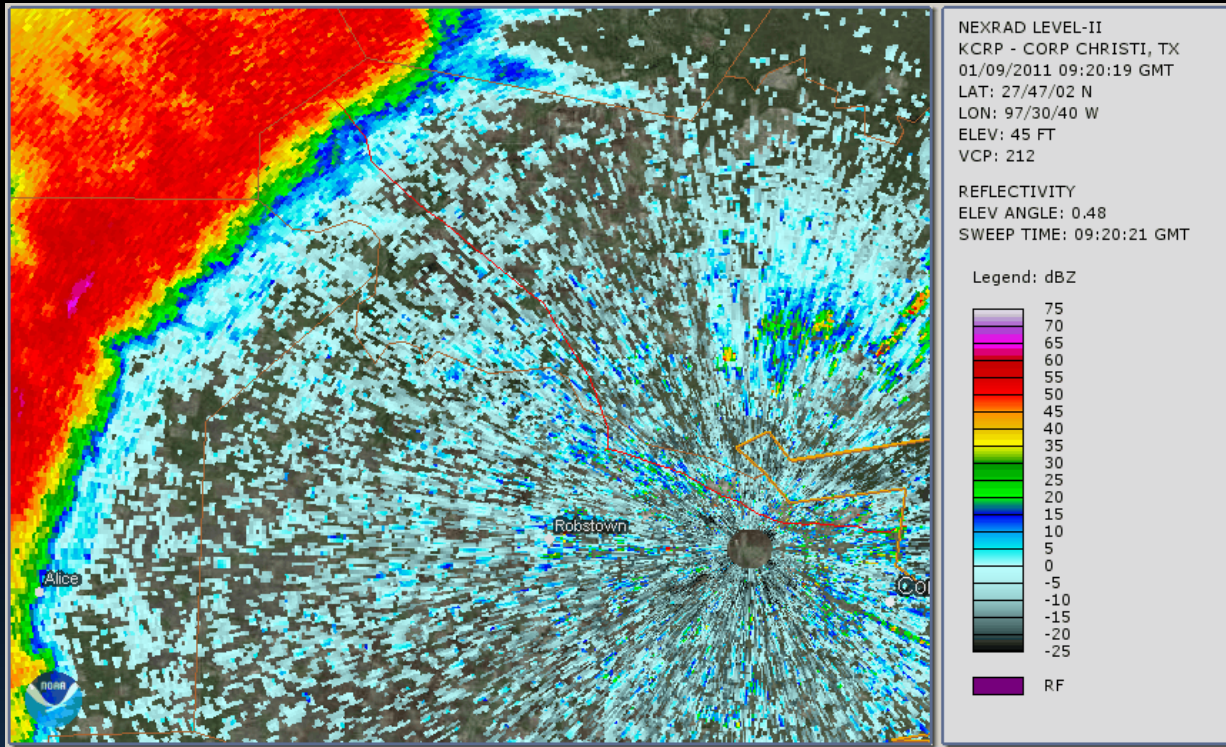 NEXRAD LEVEL-II
KCRP - CORP CHRISTI, TX
01/09/2011 09:20:19 GMT
LAT: 27/47/02 N
LON: 97/30/40 W
ELEV: 45 FT
VCP: 212
REFLECTIVITY
ELEV ANGLE: 0.48
SWEEP TIME: 09:20:21 GMT
Legend: dBZ
75
70
65
60
55
50
45
40
35
30
25
20
15
10
5
0
-5
-10
-15
-20
-25
RF
Robstown
Alice
Cor
NOAA